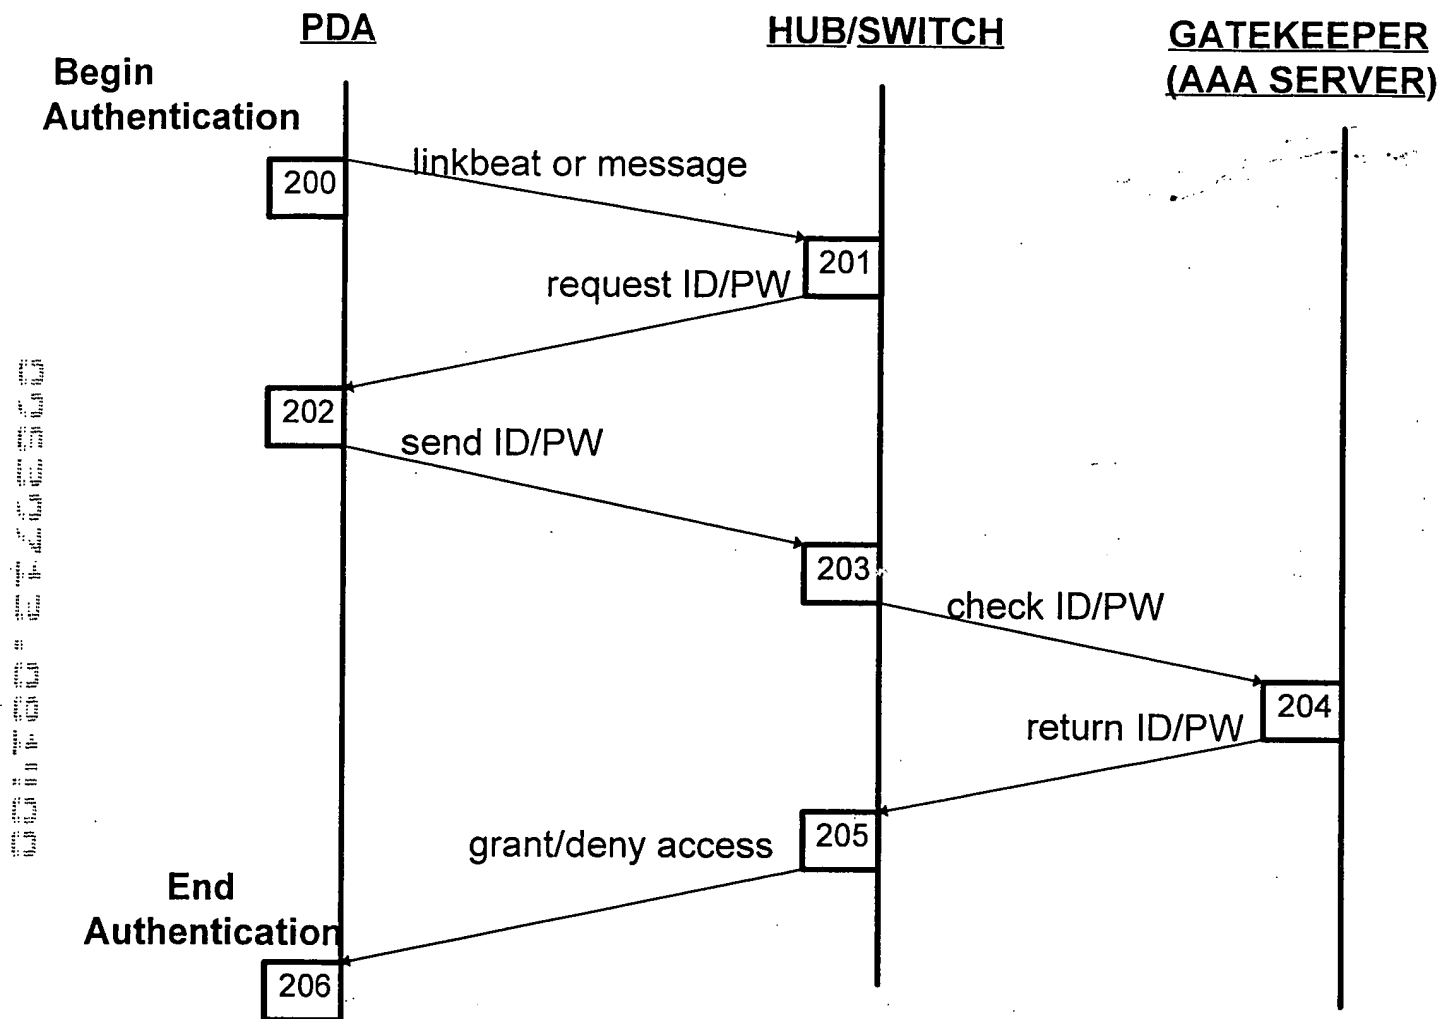 PDA
HUB/SWITCH
GATEKEEPER
(AAA SERVER)
Begin
Authentication
200
linkbeat or message
201
request ID/PW
202
send ID/PW
203
check ID/PW
204
return ID/PW
205
grant/deny access
End
Authentication
206